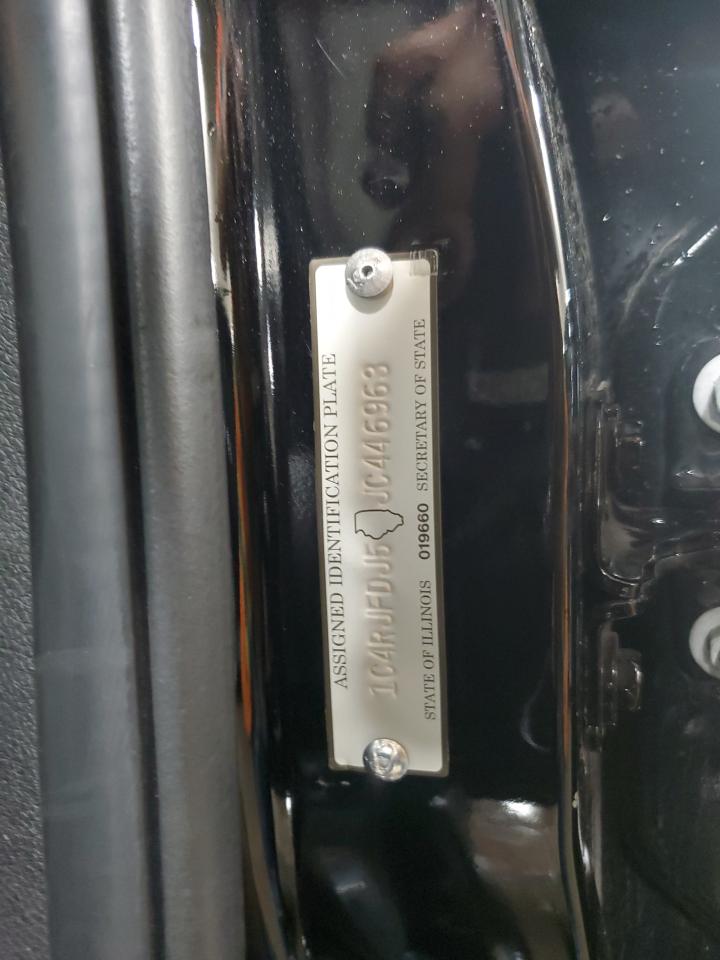 ASSIGNED IDENTIFICATION PLATE
1C4RJFDJ5 JC446963
STATE OF ILLINOIS 019660 SECRETARY OF STATE